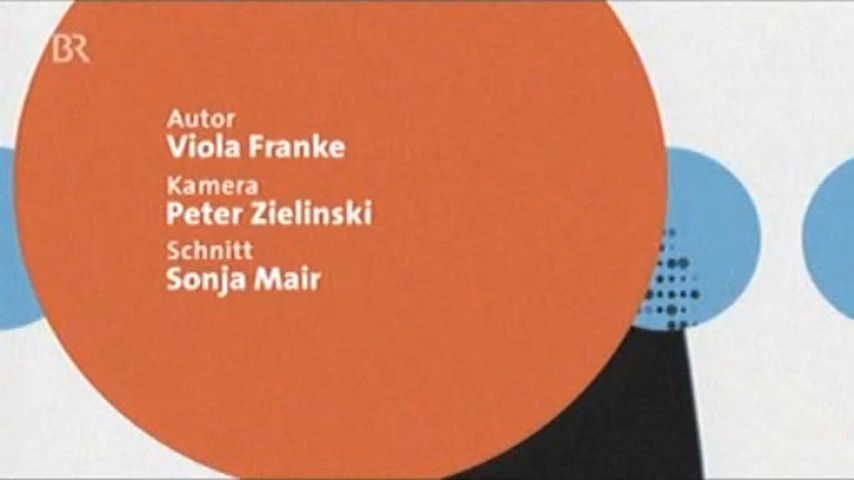 BR
Autor
Viola Franke
Kamera
Peter Zielinski
Schnitt
Sonja Mair